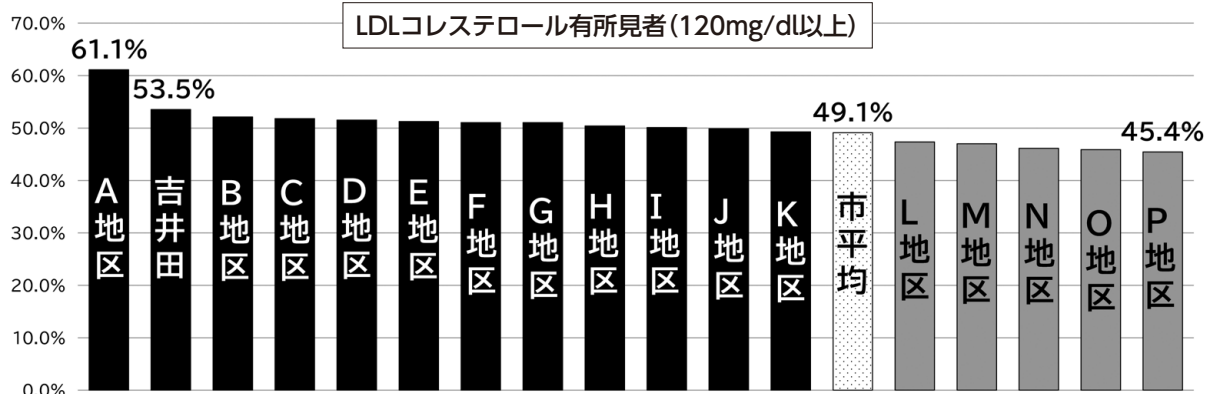 LDLコレステロール有所見者(120mg/dl以上)
70.0%
60.0%
50.0%
40.0%
30.0%
20.0%
10.0%
0.0%
61.1%
53.5%
49.1%
45.4%
A地区
吉井田
B地区
C地区
D地区
E地区
F地区
G地区
H地区
I地区
J地区
K地区
市平均
L地区
M地区
N地区
O地区
P地区